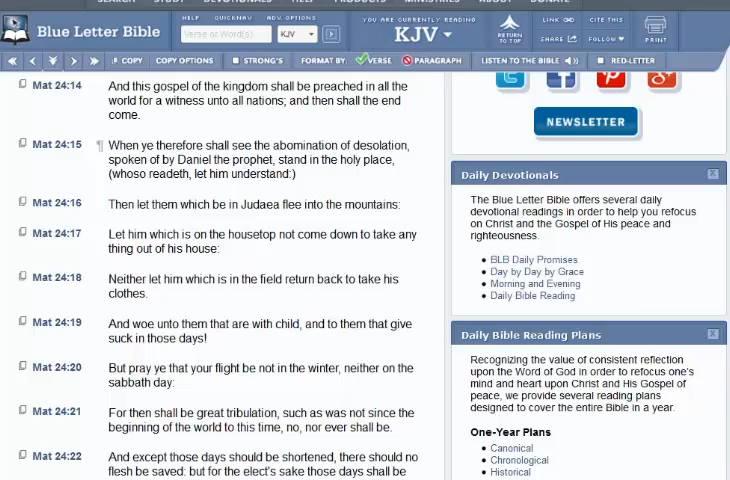 SEARCH STUDY DEVOTIONALS HELP PRODUCTS MINISTRIES ABOUT DONATE
Blue Letter Bible
HELP QUICKNAV ADV. OPTIONS
Verse or Word(s) KJV
YOU ARE CURRENTLY READING
KJV
RETURN
TO TOP
LINK CITE THIS
SHARE FOLLOW
PRINT
COPY COPY OPTIONS STRONG'S FORMAT BY: VERSE PARAGRAPH LISTEN TO THE BIBLE RED-LETTER
Mat 24:14 And this gospel of the kingdom shall be preached in all the
world for a witness unto all nations; and then shall the end
come.
Mat 24:15 ¶ When ye therefore shall see the abomination of desolation,
spoken of by Daniel the prophet, stand in the holy place,
(whoso readeth, let him understand:)
Mat 24:16 Then let them which be in Judaea flee into the mountains:
Mat 24:17 Let him which is on the housetop not come down to take any
thing out of his house:
Mat 24:18 Neither let him which is in the field return back to take his
clothes.
Mat 24:19 And woe unto them that are with child, and to them that give
suck in those days!
Mat 24:20 But pray ye that your flight be not in the winter, neither on the
sabbath day:
Mat 24:21 For then shall be great tribulation, such as was not since the
beginning of the world to this time, no, nor ever shall be.
Mat 24:22 And except those days should be shortened, there should no
flesh be saved: but for the elect's sake those days shall be
NEWSLETTER
Daily Devotionals X
The Blue Letter Bible offers several daily
devotional readings in order to help you refocus
on Christ and the Gospel of His peace and
righteousness.
• BLB Daily Promises
• Day by Day by Grace
• Morning and Evening
• Daily Bible Reading
Daily Bible Reading Plans X
Recognizing the value of consistent reflection
upon the Word of God in order to refocus one's
mind and heart upon Christ and His Gospel of
peace, we provide several reading plans
designed to cover the entire Bible in a year.
One-Year Plans
• Canonical
• Chronological
• Historical